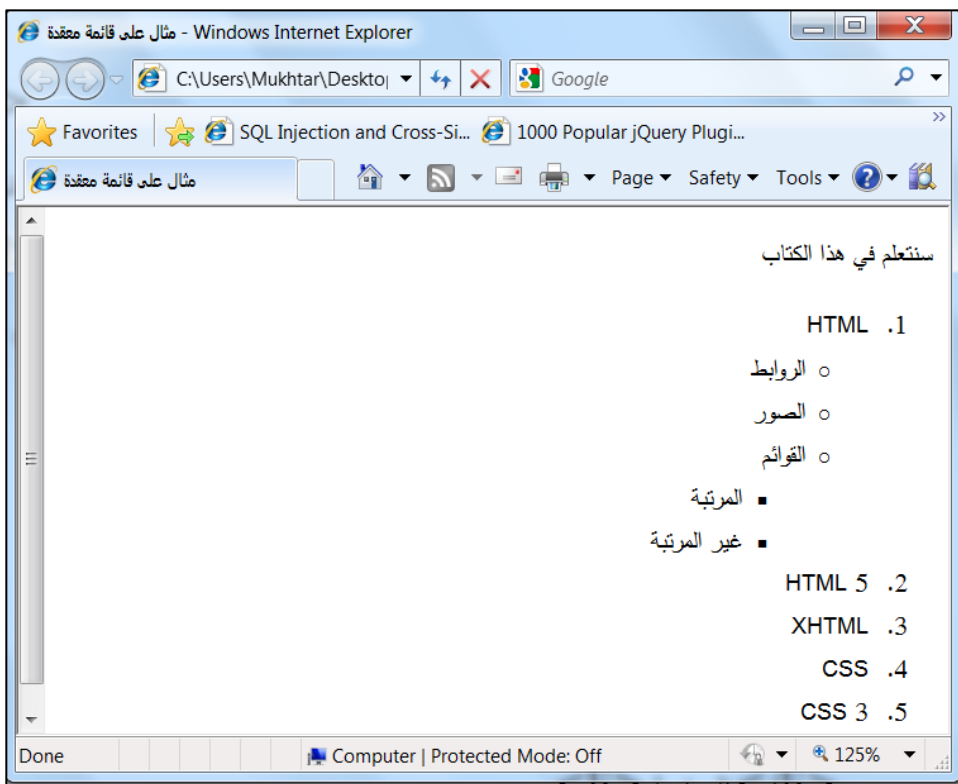 مثال على قائمة معقدة - Windows Internet Explorer
C:\Users\Mukhtar\Deskto
Google
Favorites SQL Injection and Cross-Si... 1000 Popular jQuery Plugi...
مثال على قائمة معقدة Page Safety Tools
سنتعلم في هذا الكتاب
1. HTML
○ الروابط
○ الصور
○ القوائم
▪ المرتبة
▪ غير المرتبة
2. HTML 5
3. XHTML
4. CSS
5. CSS 3
Done Computer | Protected Mode: Off 125%